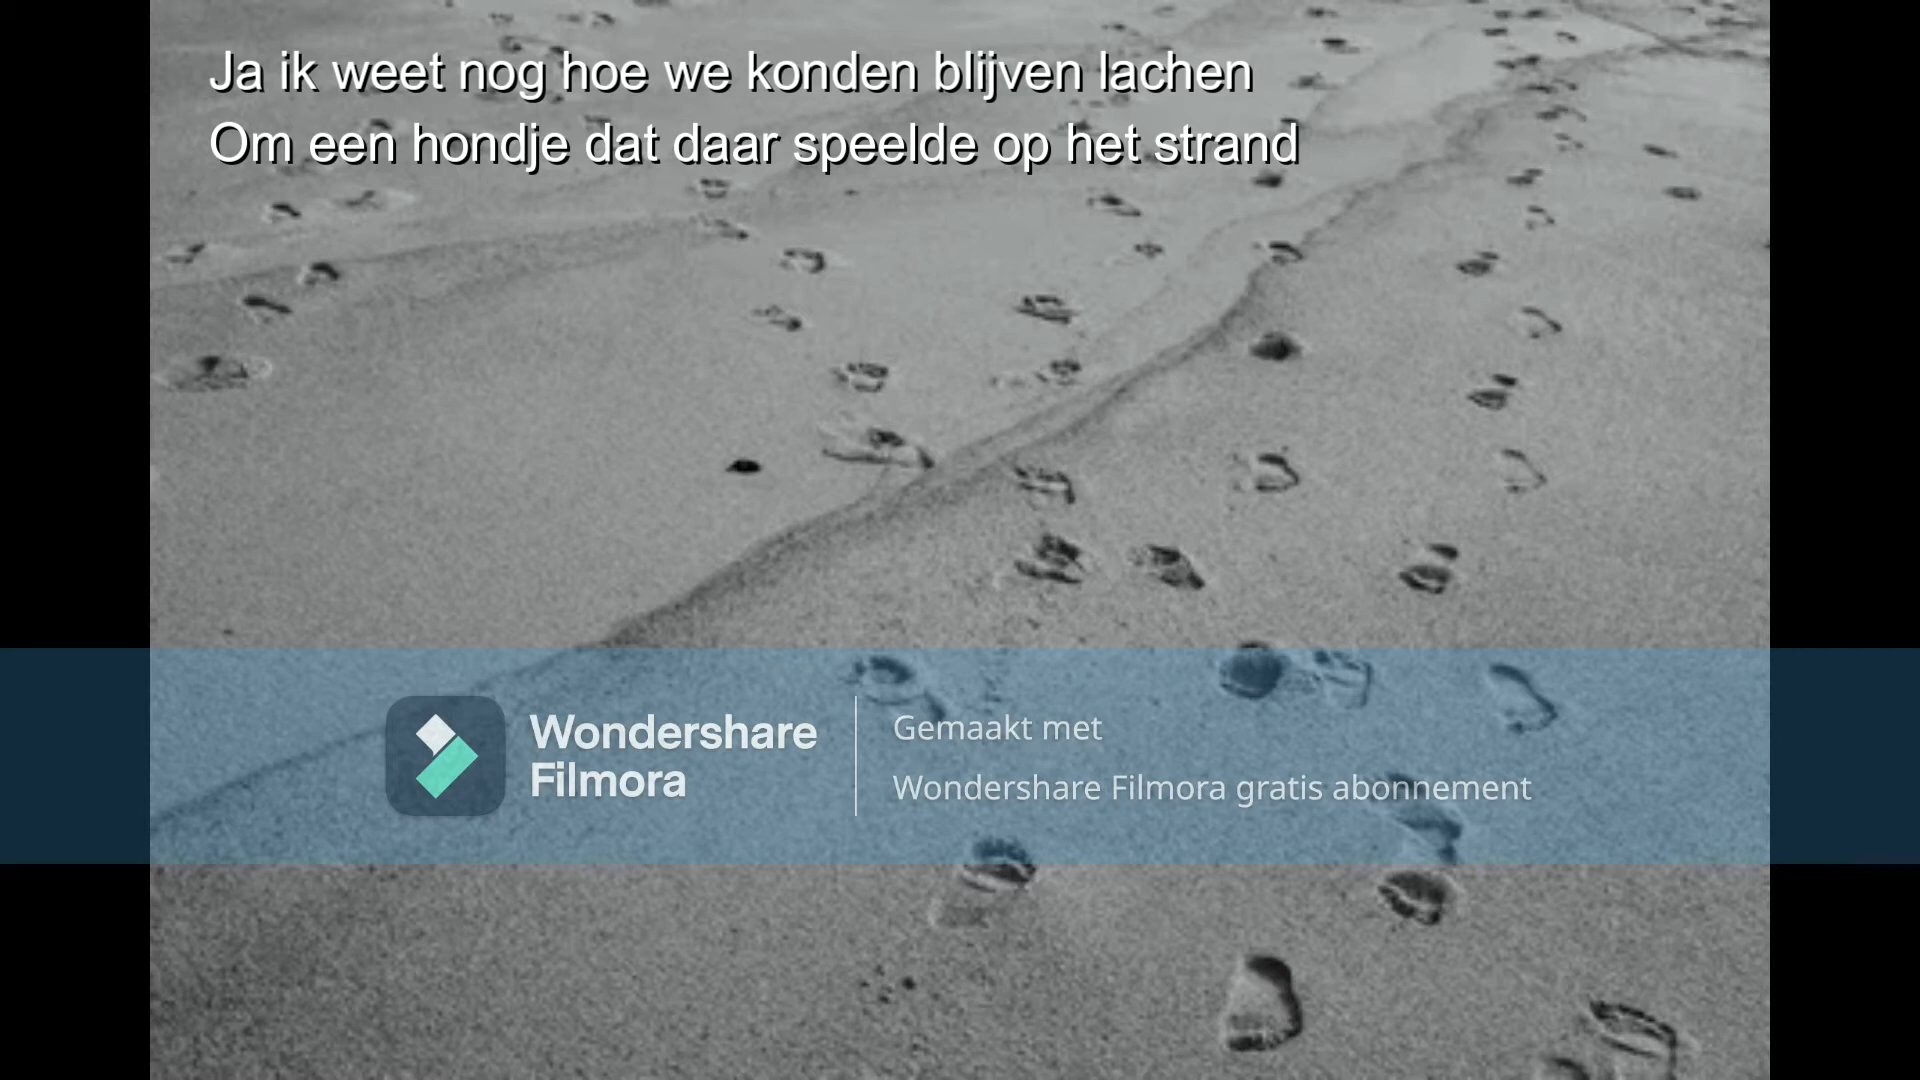 Ja ik weet nog hoe we konden blijven lachen
Om een hondje dat daar speelde op het strand
Wondershare
Filmora
Gemaakt met
Wondershare Filmora gratis abonnement